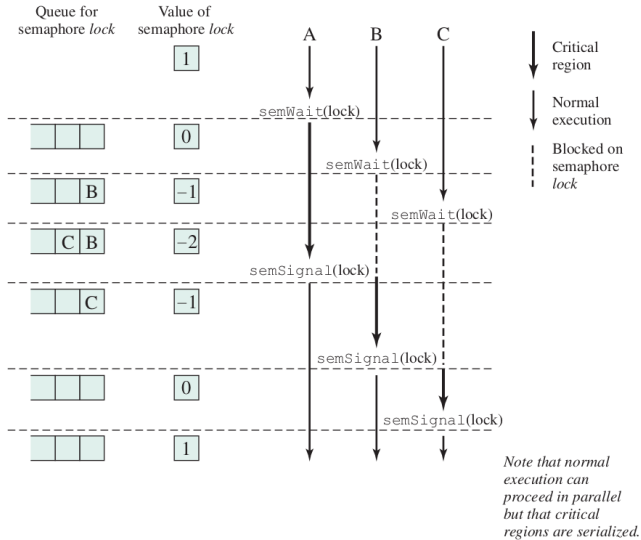 Queue for
semaphore lock
Value of
semaphore lock
A
B
C
1
Critical
region
Normal
execution
Blocked on
semaphore
lock
semWait(lock)
0
semWait(lock)
B
–1
semWait(lock)
C B
–2
semSignal(lock)
C
–1
semSignal(lock)
0
semSignal(lock)
1
Note that normal
execution can
proceed in parallel
but that critical
regions are serialized.